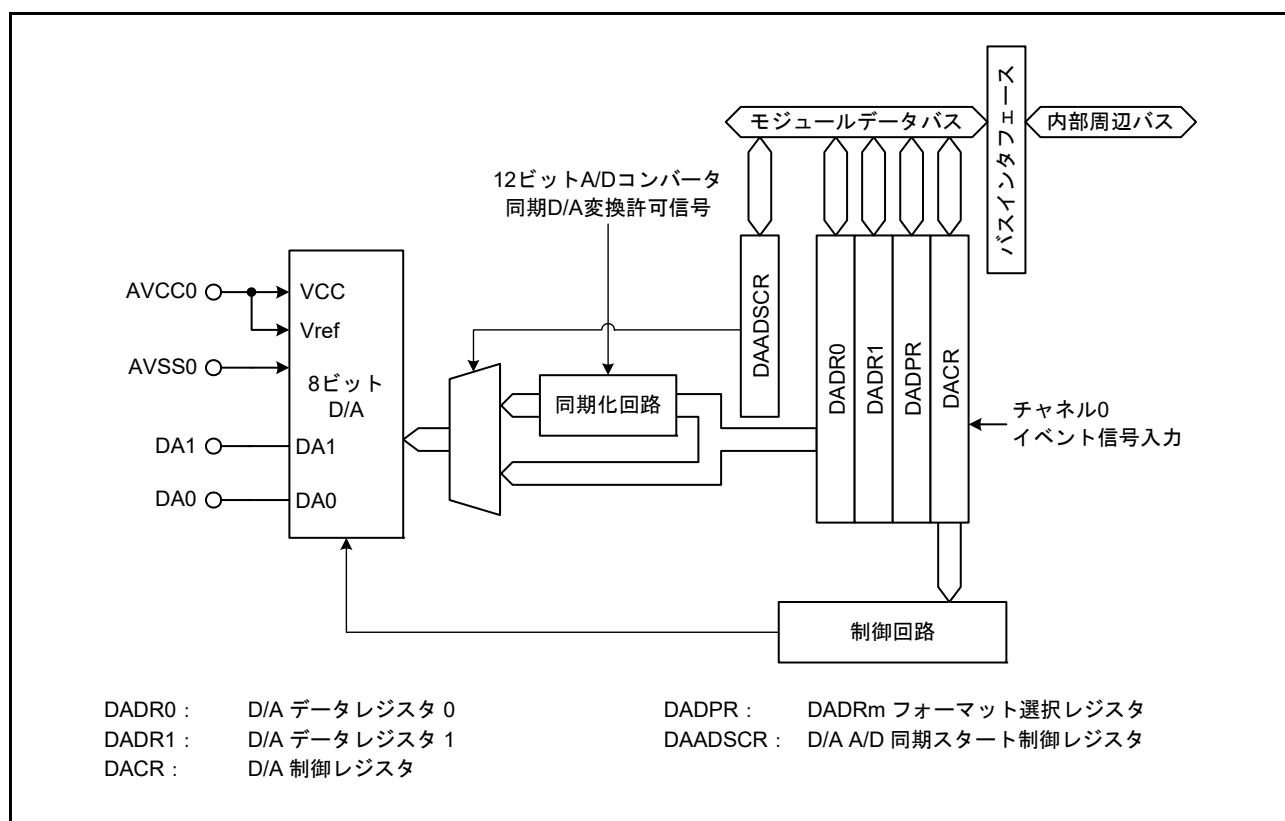 モジュールデータバス
バスインタフェース
内部周辺バス
12ビットA/Dコンバータ
同期D/A変換許可信号
AVCC0
VCC
Vref
AVSS0
8ビット
D/A
DA1
DA1
DA0
DA0
同期化回路
DAADSCR
DADR0
DADR1
DADPR
DACR
チャネル0
イベント信号入力
制御回路
DADR0 : D/A データレジスタ 0
DADR1 : D/A データレジスタ 1
DACR : D/A 制御レジスタ
DADPR : DADRm フォーマット選択レジスタ
DAADSCR : D/A A/D 同期スタート制御レジスタ